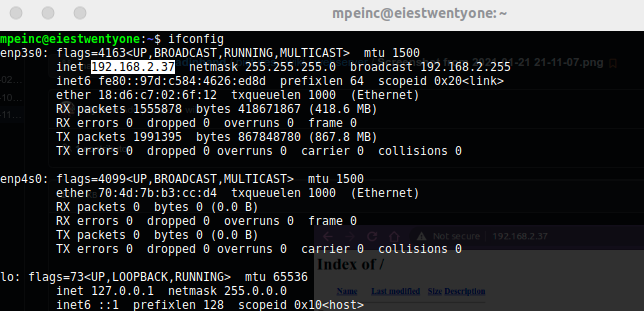 mpeinc@eiestwentyone: ~
mpeinc@eiestwentyone:~$ ifconfig
enp3s0: flags=4163<UP,BROADCAST,RUNNING,MULTICAST>  mtu 1500
inet 192.168.2.37  netmask 255.255.255.0  broadcast 192.168.2.255
21-11-07.png
inet6 fe80::97d:c584:4626:ed8d  prefixlen 64  scopeid 0x20<link>
ether 18:d6:c7:02:6f:12  txqueuelen 1000  (Ethernet)
RX packets 1555878  bytes 418671867 (418.6 MB)
RX errors 0  dropped 0  overruns 0  frame 0
TX packets 1991395  bytes 867848780 (867.8 MB)
TX errors 0  dropped 0 overruns 0  carrier 0  collisions 0
enp4s0: flags=4099<UP,BROADCAST,MULTICAST>  mtu 1500
ether 70:4d:7b:b3:cc:d4  txqueuelen 1000  (Ethernet)
RX packets 0  bytes 0 (0.0 B)
RX errors 0  dropped 0  overruns 0  frame 0
TX packets 0  bytes 0 (0.0 B)
TX errors 0  dropped 0 overruns 0  carrier 0  collisions 0
Not secure | 192.168.2.37
Index of /
Name Last modified Size Description
lo: flags=73<UP,LOOPBACK,RUNNING>  mtu 65536
inet 127.0.0.1  netmask 255.0.0.0
inet6 ::1  prefixlen 128  scopeid 0x10<host>